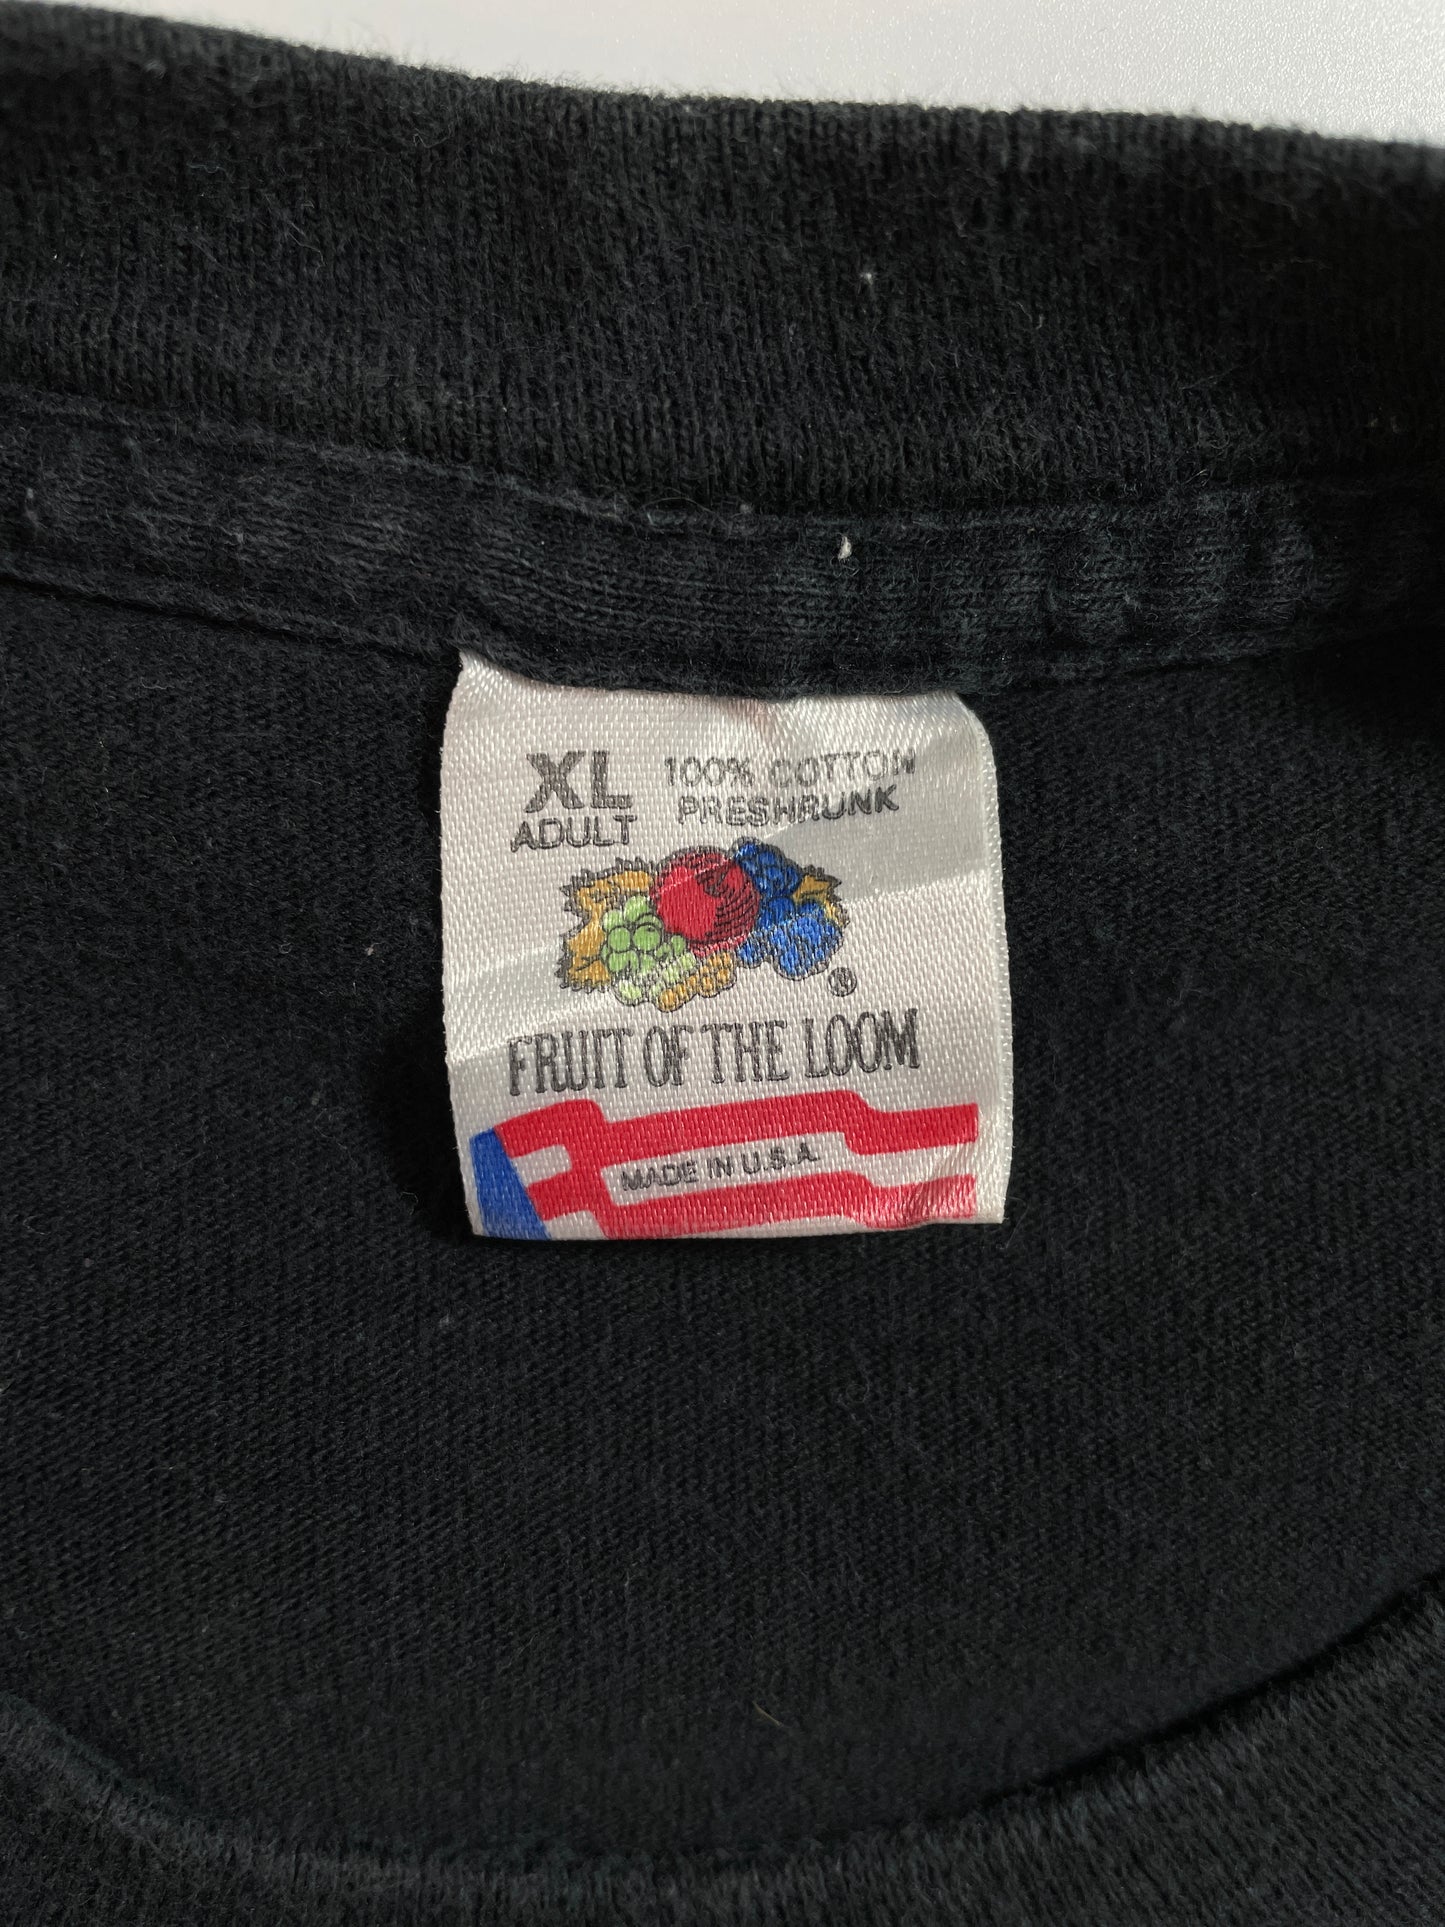 XL 100% COTTON
ADULT PRESHRUNK
®
FRUIT OF THE LOOM
MADE IN U.S.A.